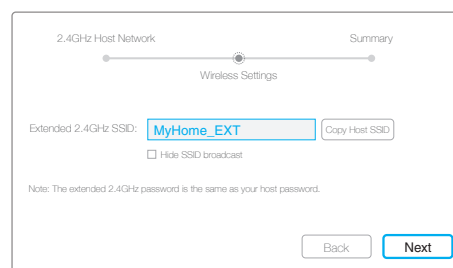 2.4GHz Host Network
Summary
Wireless Settings
Extended 2.4GHz SSID: MyHome_EXT Copy Host SSID
Hide SSID broadcast
Note: The extended 2.4GHz password is the same as your host password.
Back Next